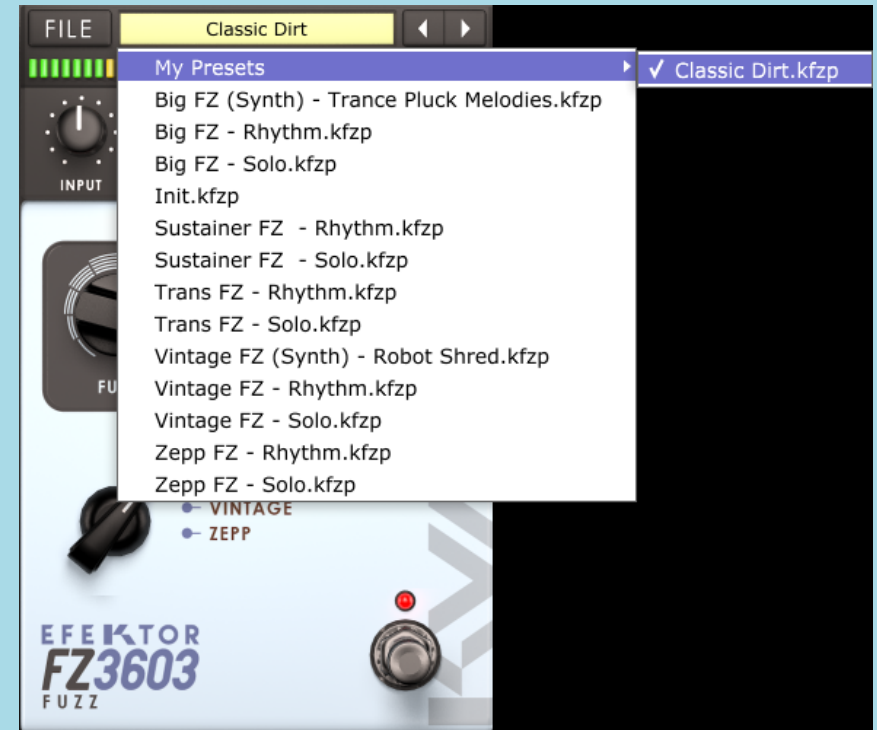 FILE
Classic Dirt
My Presets
Classic Dirt.kfzp
Big FZ (Synth) - Trance Pluck Melodies.kfzp
Big FZ - Rhythm.kfzp
Big FZ - Solo.kfzp
INPUT
Init.kfzp
Sustainer FZ  - Rhythm.kfzp
Sustainer FZ  - Solo.kfzp
Trans FZ - Rhythm.kfzp
Trans FZ - Solo.kfzp
Vintage FZ (Synth) - Robot Shred.kfzp
Vintage FZ - Rhythm.kfzp
FU
Vintage FZ - Solo.kfzp
Zepp FZ - Rhythm.kfzp
Zepp FZ - Solo.kfzp
VINTAGE
ZEPP
EFEKTOR
FZ3603
FUZZ